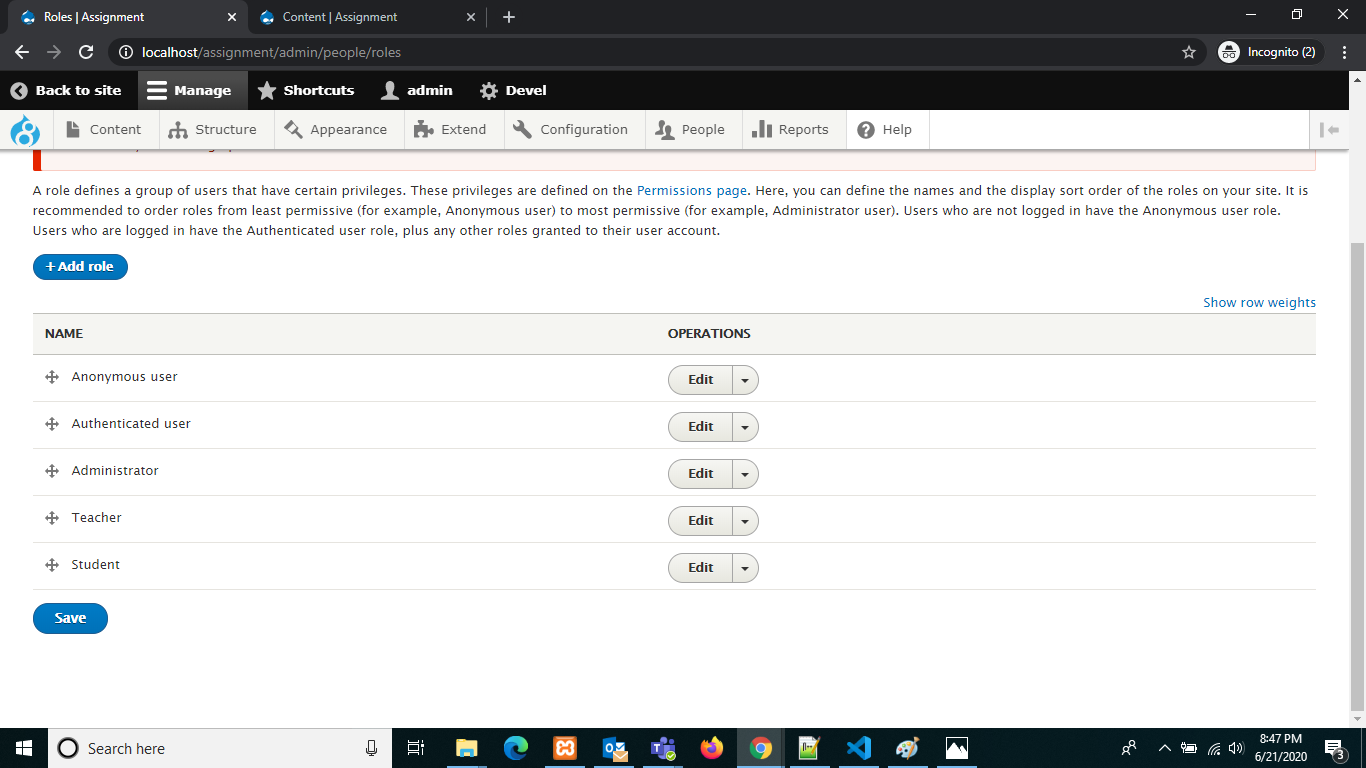 Roles | Assignment
Content | Assignment
localhost/assignment/admin/people/roles
Incognito (2)
Back to site
Manage
Shortcuts
admin
Devel
Content
Structure
Appearance
Extend
Configuration
People
Reports
Help
A role defines a group of users that have certain privileges. These privileges are defined on the Permissions page. Here, you can define the names and the display sort order of the roles on your site. It is
recommended to order roles from least permissive (for example, Anonymous user) to most permissive (for example, Administrator user). Users who are not logged in have the Anonymous user role.
Users who are logged in have the Authenticated user role, plus any other roles granted to their user account.
+ Add role
Show row weights
NAME OPERATIONS
Anonymous user Edit
Authenticated user Edit
Administrator Edit
Teacher Edit
Student Edit
Save
Search here
8:47 PM
6/21/2020
3